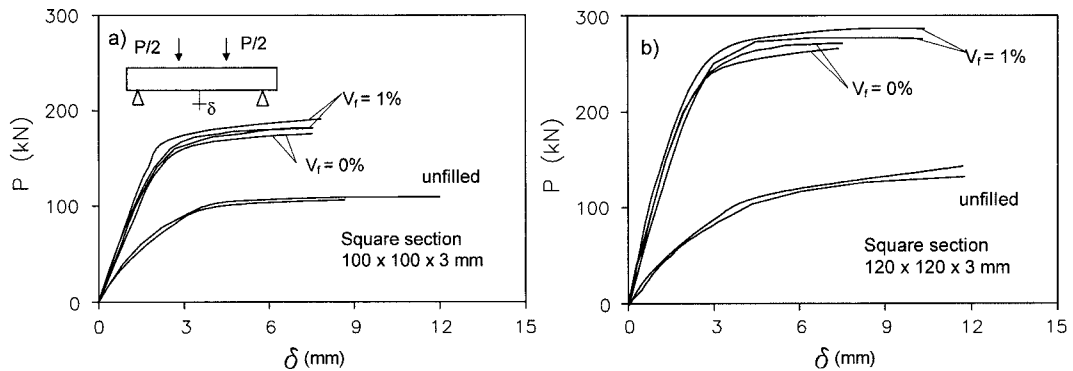 300
a)
P/2
P/2
δ
200
V_f = 1%
V_f = 0%
P (kN)
100
unfilled
Square section
100 x 100 x 3 mm
0
0 3 6 9 12 15
δ (mm)
300
b)
V_f = 1%
V_f = 0%
200
P (kN)
100
unfilled
Square section
120 x 120 x 3 mm
0
0 3 6 9 12 15
δ (mm)